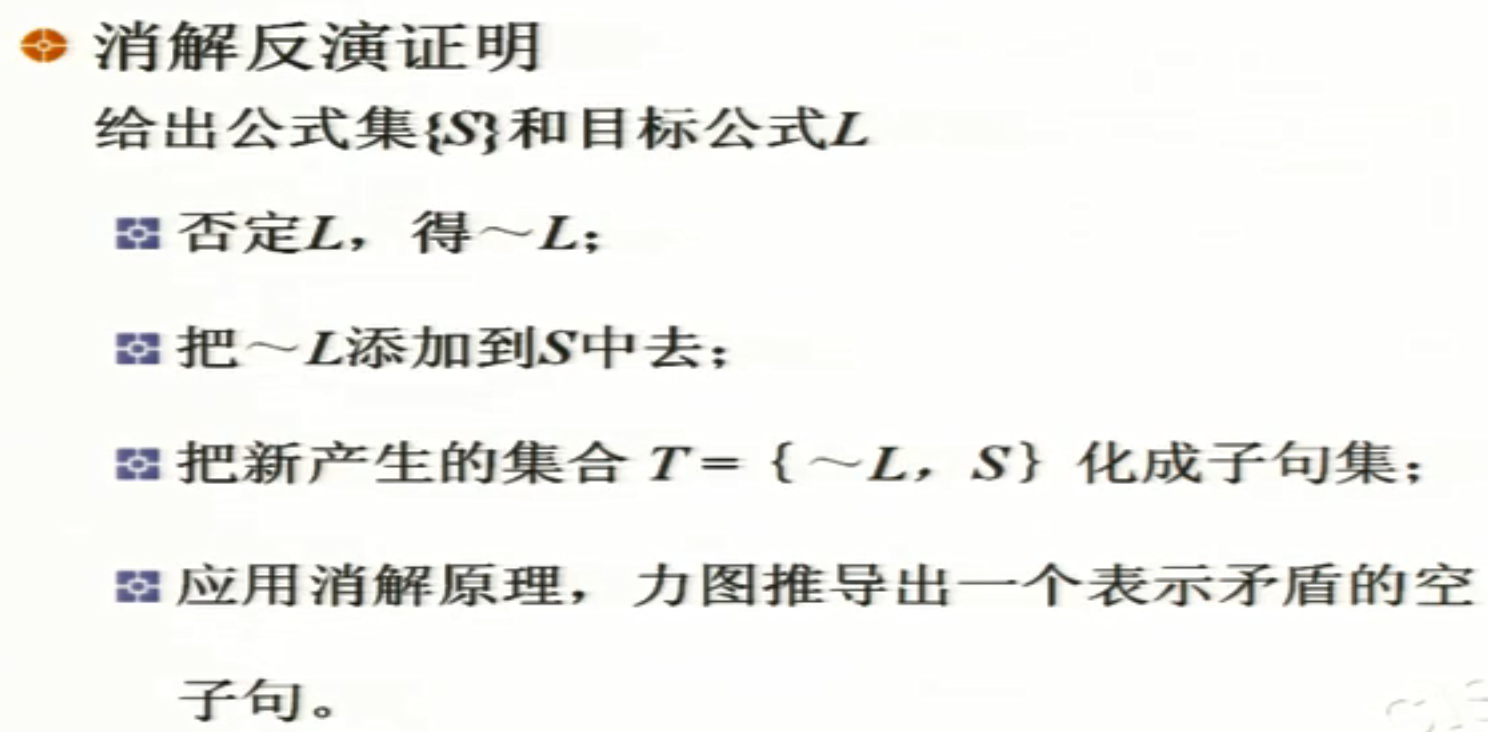 消解反演证明
给出公式集{S}和目标公式L
否定L，得～L；
把～L添加到S中去；
把新产生的集合 T＝｛～L，S｝化成子句集；
应用消解原理，力图推导出一个表示矛盾的空
子句。